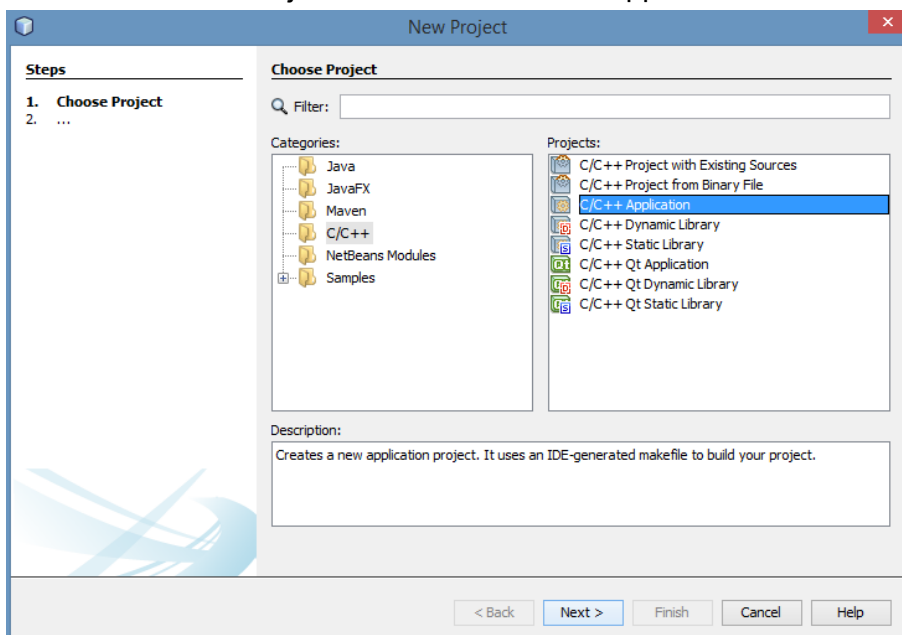 New Project
Steps
1. Choose Project
2. ...
Choose Project
Filter:
Categories:
Java
JavaFX
Maven
C/C++
NetBeans Modules
Samples
Projects:
C/C++ Project with Existing Sources
C/C++ Project from Binary File
C/C++ Application
C/C++ Dynamic Library
C/C++ Static Library
C/C++ Qt Application
C/C++ Qt Dynamic Library
C/C++ Qt Static Library
Description:
Creates a new application project. It uses an IDE-generated makefile to build your project.
< Back
Next >
Finish
Cancel
Help